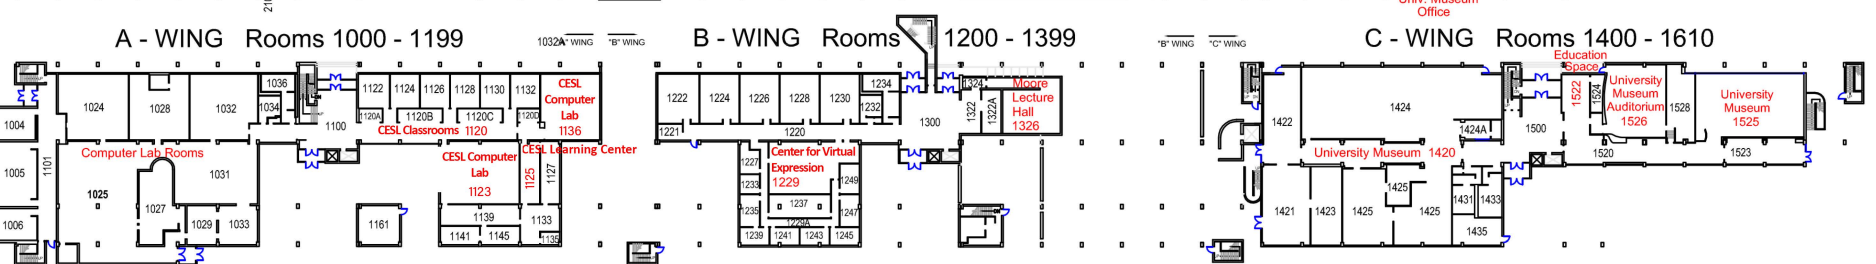 Univ. Museum
Office
A - WING Rooms 1000 - 1199
1032A
"A" WING
"B" WING
B - WING Rooms 1200 - 1399
"B" WING
"C" WING
C - WING Rooms 1400 - 1610
1004
1005
1006
1101
1024
1028
1032
1036
1034
Computer Lab Rooms
1025
1027
1031
1029
1033
1100
1122
1124
1126
1128
1130
1132
1120A
1120B
1120C
1120D
CESL Classrooms 1120
CESL
Computer
Lab
1136
CESL Learning Center
CESL Computer
Lab
1123
1125
1127
1161
1139
1141
1145
1133
1135
1222
1224
1226
1228
1230
1234
1232
1221
1220
1227
1233
1235
1239
Center for Virtual
Expression
1229
1237
1229A
1241
1243
1245
1249
1247
1300
1324
1322
1322A
Moore
Lecture
Hall
1326
1422
1424
1424A
University Museum 1420
1421
1423
1425
1425
1425
1431
1433
1435
1500
Education
Space
1522
1524
University
Museum
Auditorium
1526
1528
University
Museum
1525
1520
1523